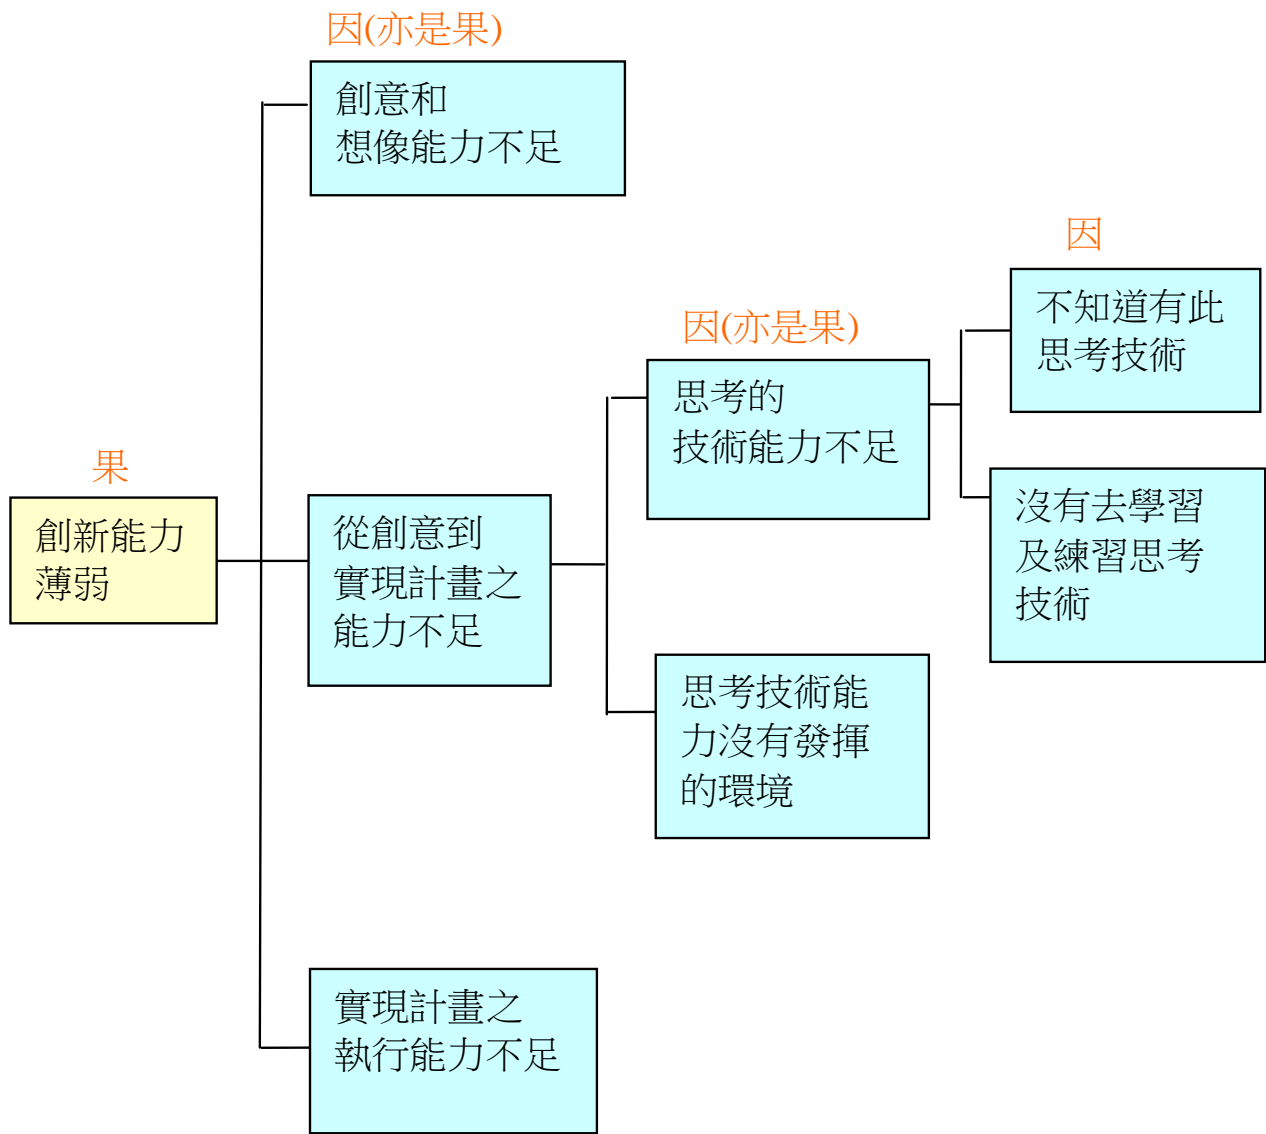 因(亦是果)
創意和
想像能力不足
因
不知道有此
思考技術
因(亦是果)
思考的
技術能力不足
果
創新能力
薄弱
從創意到
實現計畫之
能力不足
沒有去學習
及練習思考
技術
思考技術能
力沒有發揮
的環境
實現計畫之
執行能力不足